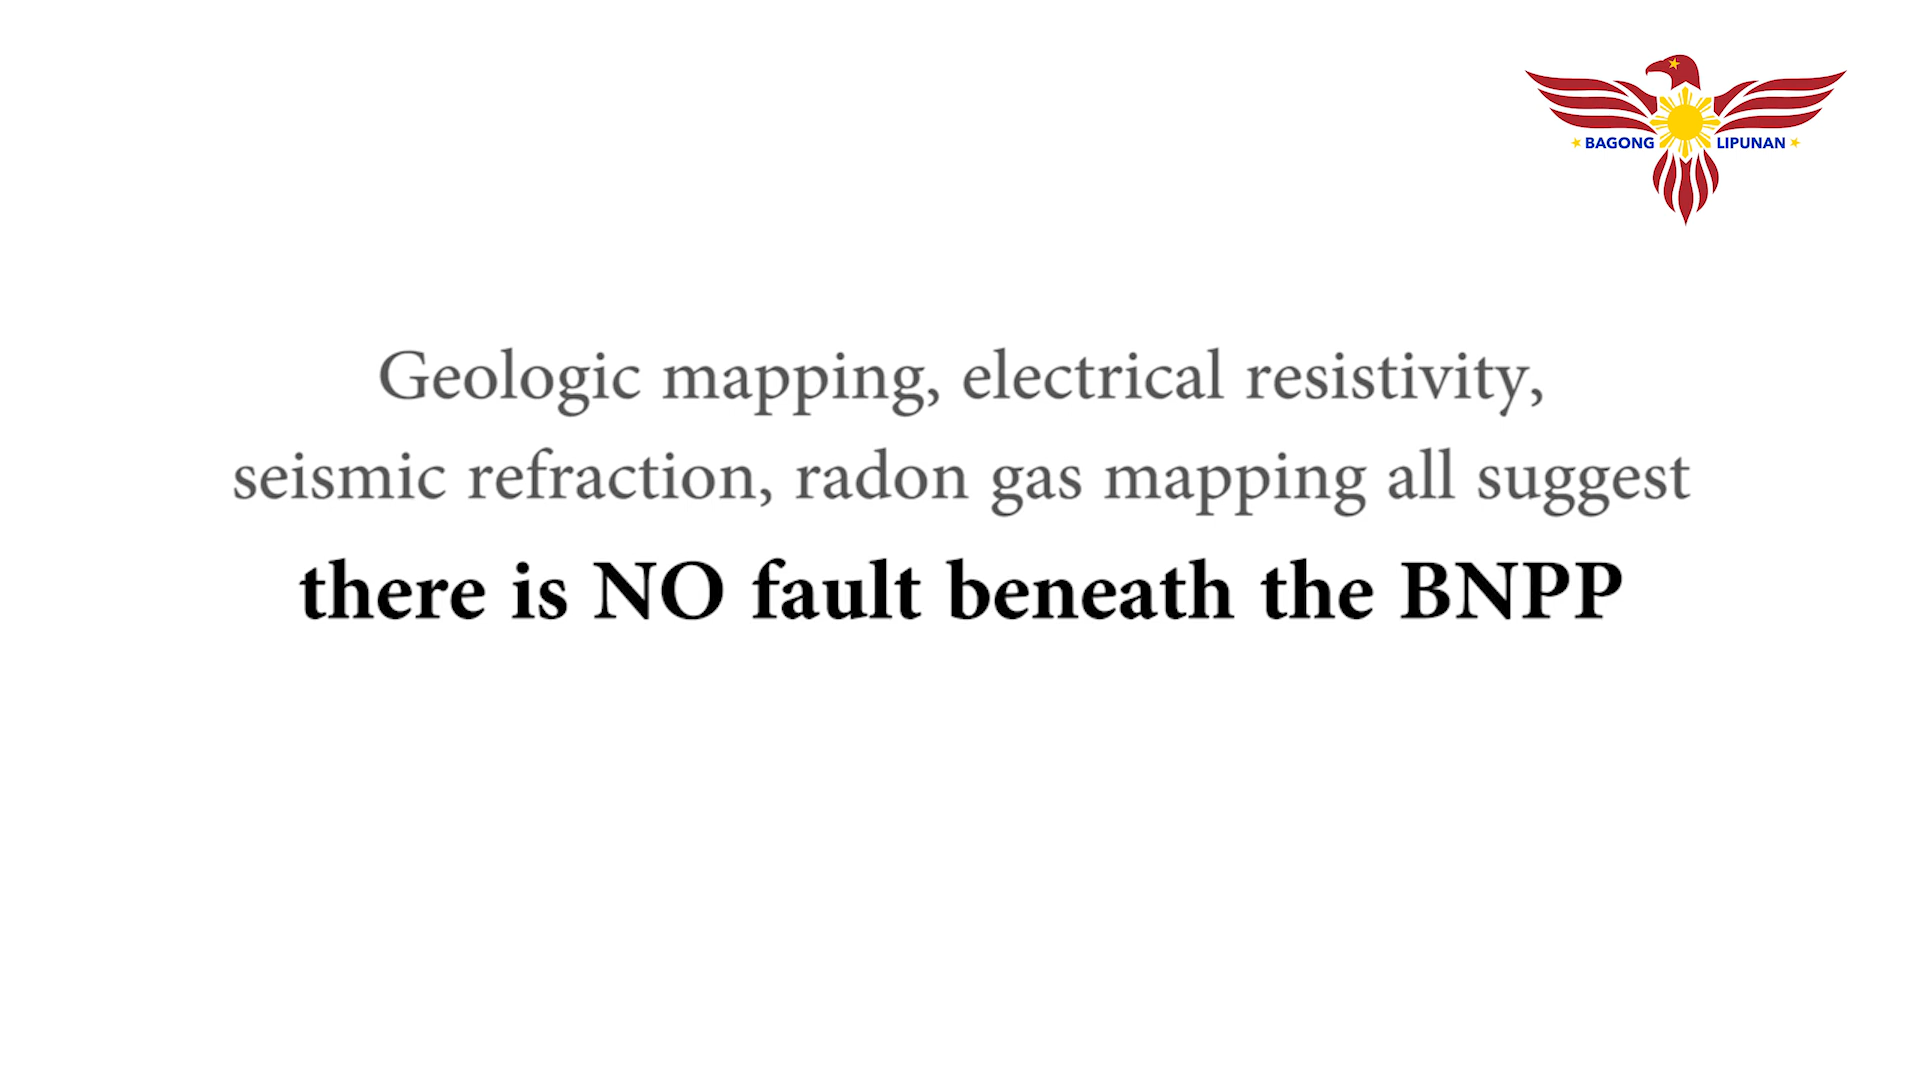 BAGONG LIPUNAN
Geologic mapping, electrical resistivity,
seismic refraction, radon gas mapping all suggest
there is NO fault beneath the BNPP